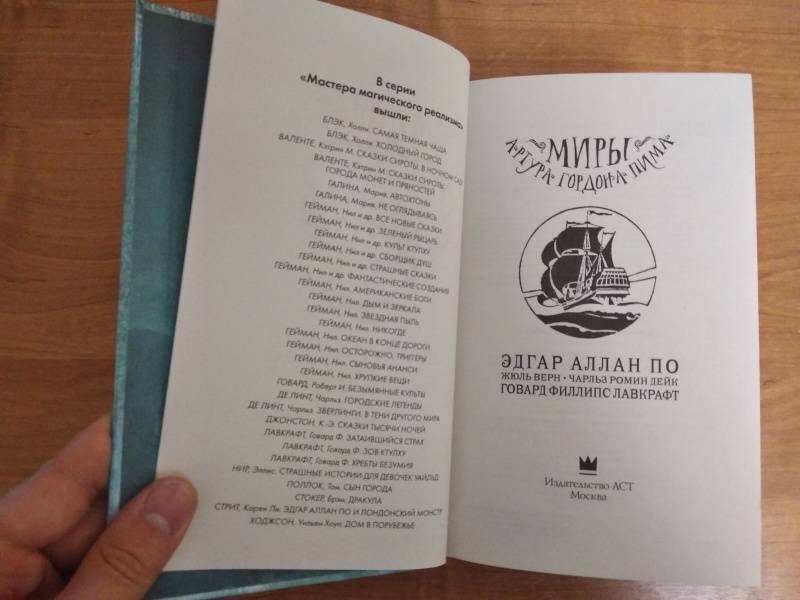 В серии
«Мастера магического реализма»
вышли:
БЛЭК, Холли. САМАЯ ТЕМНАЯ ЧАЩА
БЛЭК, Холли. ХОЛОДНЫЙ ГОРОД
ВАЛЕНТЕ, Кэтрин М. СКАЗКИ СИРОТЫ. В НОЧНОМ САДУ
ВАЛЕНТЕ, Кэтрин М. СКАЗКИ СИРОТЫ:
ГОРОДА МОНЕТ И ПРЯНОСТЕЙ
ГАЛИНА, Мария. АВТОХТОНЫ
ГАЛИНА, Мария. НЕ ОГЛЯДЫВАЯСЬ
ГЕЙМАН, Нил и др. ВСЕ НОВЫЕ СКАЗКИ
ГЕЙМАН, Нил и др. ЗЕЛЕНЫЙ РЫЦАРЬ
ГЕЙМАН, Нил и др. КУЛЬТ КТУЛХУ
ГЕЙМАН, Нил и др. СБОРЩИК ДУШ
ГЕЙМАН, Нил и др. СТРАШНЫЕ СКАЗКИ
ГЕЙМАН, Нил и др. ФАНТАСТИЧЕСКИЕ СОЗДАНИЯ
ГЕЙМАН, Нил. АМЕРИКАНСКИЕ БОГИ
ГЕЙМАН, Нил. ДЫМ И ЗЕРКАЛА
ГЕЙМАН, Нил. ЗВЕЗДНАЯ ПЫЛЬ
ГЕЙМАН, Нил. НИКОГДЕ
ГЕЙМАН, Нил. ОКЕАН В КОНЦЕ ДОРОГИ
ГЕЙМАН, Нил. ОСТОРОЖНО, ТРИГГЕРЫ
ГЕЙМАН, Нил. СЫНОВЬЯ АНАНСИ
ГЕЙМАН, Нил. ХРУПКИЕ ВЕЩИ
ГОВАРД, Роберт И. БЕЗЫМЯННЫЕ КУЛЬТЫ
ДЕ ЛИНТ, Чарльз. ГОРОДСКИЕ ЛЕГЕНДЫ
ДЕ ЛИНТ, Чарльз. ЗВЕРЛИНГИ. В ТЕНИ ДРУГОГО МИРА
ДЖОНСТОН, К.-Э. СКАЗКИ ТЫСЯЧИ НОЧЕЙ
ЛАВКРАФТ, Говард Ф. ЗАТАИВШИЙСЯ СТРАХ
ЛАВКРАФТ, Говард Ф. ЗОВ КТУЛХУ
ЛАВКРАФТ, Говард Ф. ХРЕБТЫ БЕЗУМИЯ
НИР, Эллис. СТРАШНЫЕ ИСТОРИИ ДЛЯ ДЕВОЧЕК УАЙЛЬД
ПОЛЛОК, Том. СЫН ГОРОДА
СТОКЕР, Брэм. ДРАКУЛА
СТРИТ, Карен Ли. ЭДГАР АЛЛАН ПО И ЛОНДОНСКИЙ МОНСТР
ХОДЖСОН, Уильям Хоуп. ДОМ В ПОРУБЕЖЬЕ
МИРЫ
АРТУРА ГОРДОНА ПИМА
ЭДГАР АЛЛАН ПО
ЖЮЛЬ ВЕРН • ЧАРЛЬЗ РОМИН ДЕЙК
ГОВАРД ФИЛЛИПС ЛАВКРАФТ
Издательство АСТ
Москва